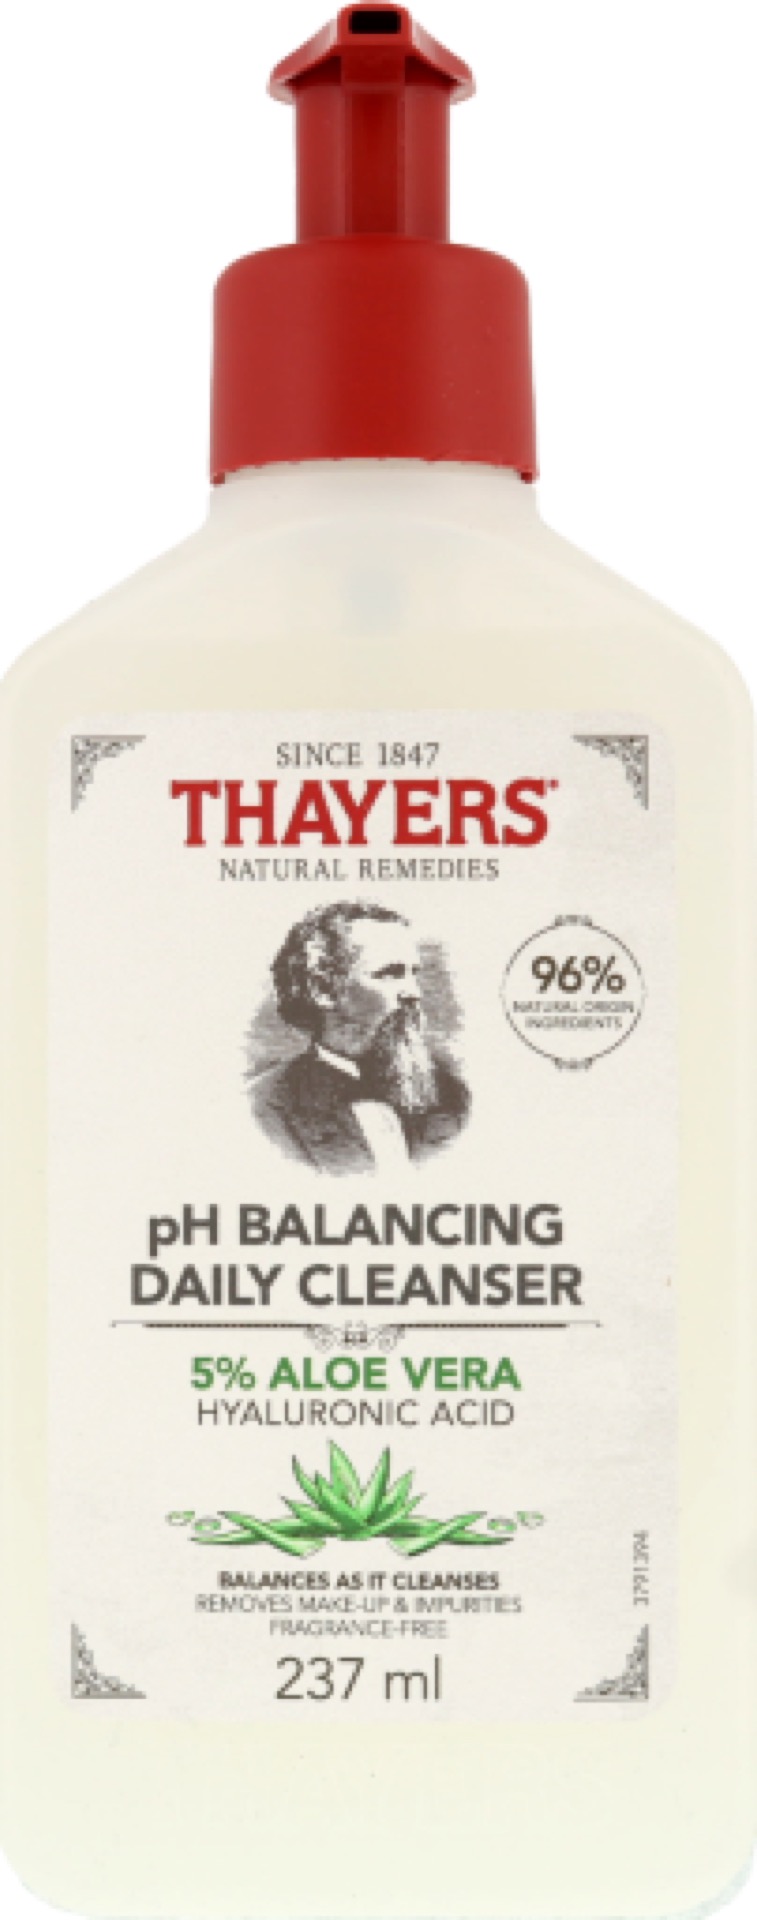 SINCE 1847
THAYERS
NATURAL REMEDIES
96%
NATURAL ORIGIN
INGREDIENTS
pH BALANCING
DAILY CLEANSER
5% ALOE VERA
HYALURONIC ACID
BALANCES AS IT CLEANSES
REMOVES MAKE-UP & IMPURITIES
FRAGRANCE-FREE
237 ml
3791394